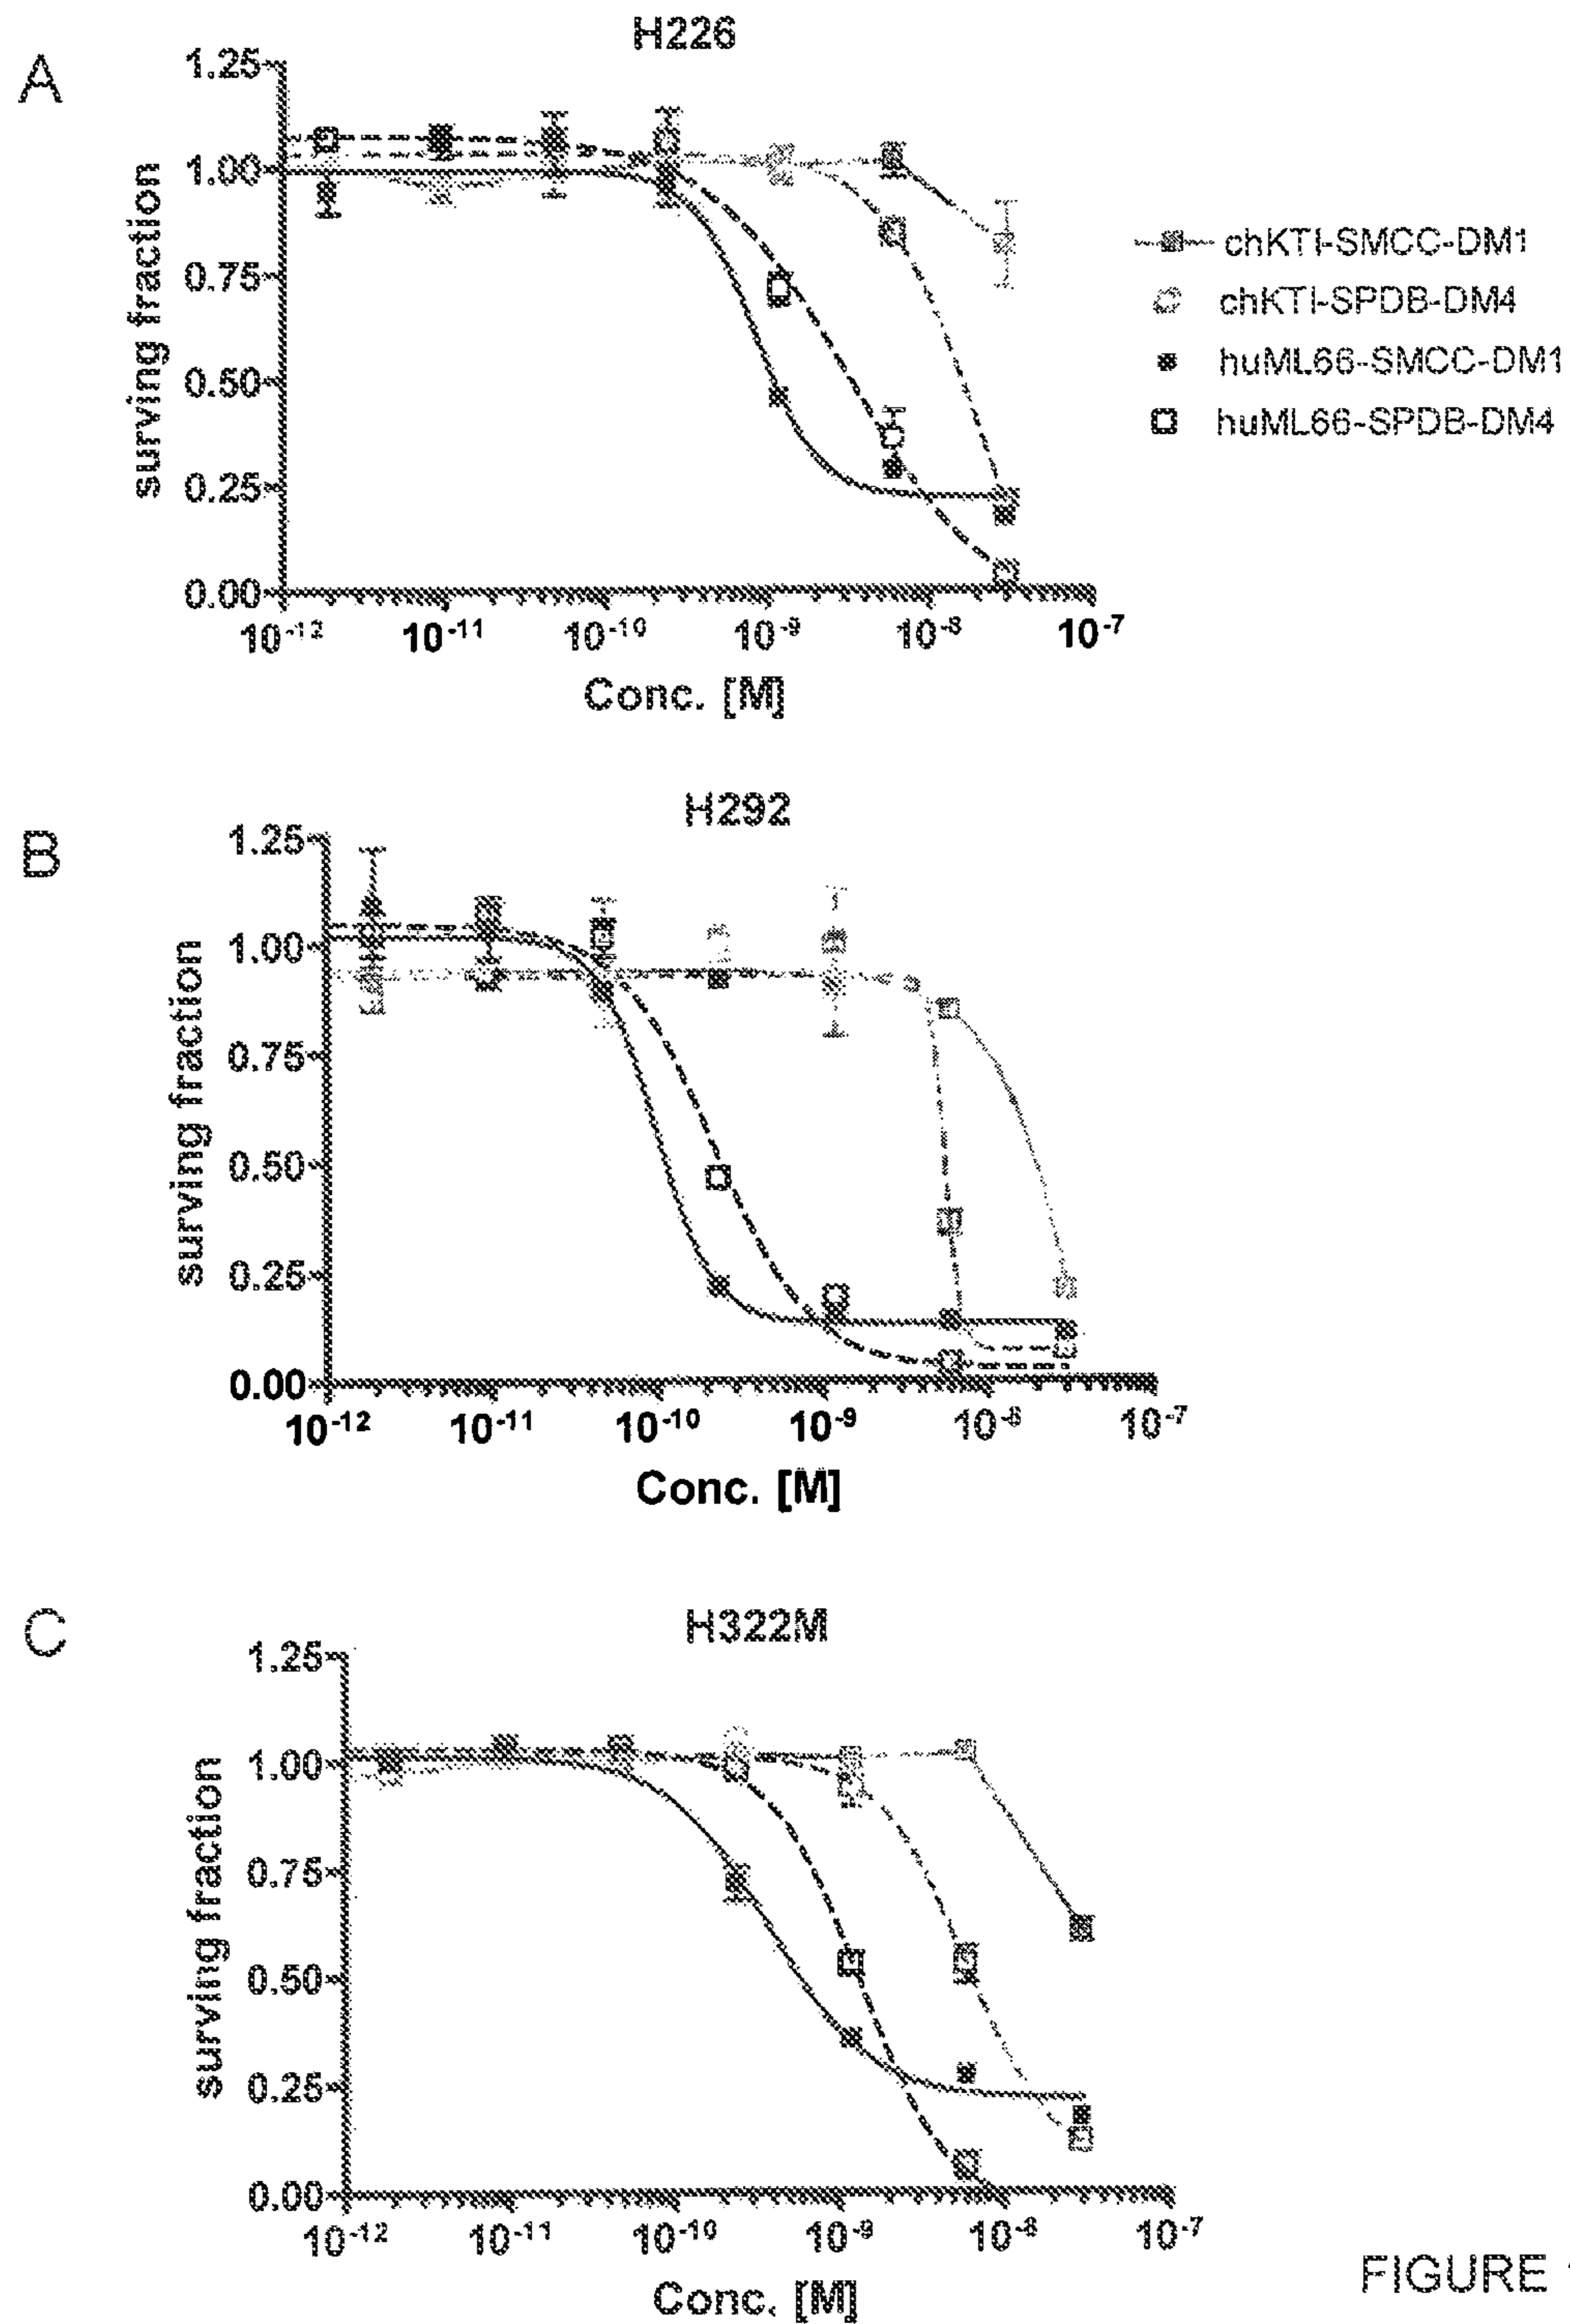 A
H226
1.25
1.00
0.75
0.50
0.25
0.00
surviving fraction
10-12 10-11 10-10 10-9 10-8 10-7
Conc. [M]
chKTI-SMCC-DM1
chKTI-SPDB-DM4
huML66-SMCC-DM1
huML66-SPDB-DM4
B
H292
1.25
1.00
0.75
0.50
0.25
0.00
surviving fraction
10-12 10-11 10-10 10-9 10-8 10-7
Conc. [M]
C
H322M
1.25
1.00
0.75
0.50
0.25
0.00
surviving fraction
10-12 10-11 10-10 10-9 10-8 10-7
Conc. [M]
FIGURE